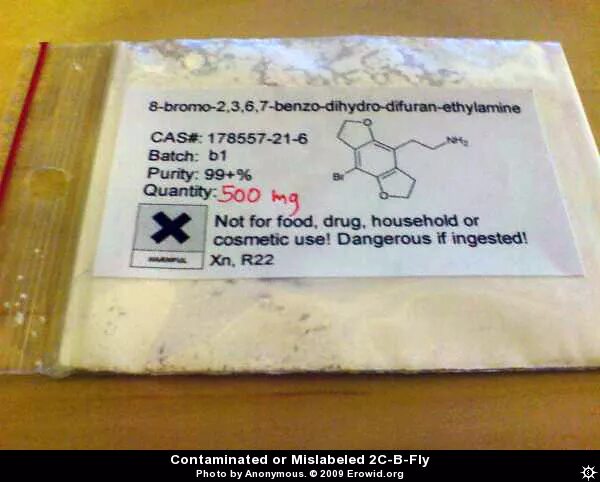 8-bromo-2,3,6,7-benzo-dihydro-difuran-ethylamine
CAS#: 178557-21-6
Batch: b1
Purity: 99+%
Quantity: 500 mg
O
NH₂
Br
O
HARMFUL
Not for food, drug, household or
cosmetic use! Dangerous if ingested!
Xn, R22
Contaminated or Mislabeled 2C-B-Fly
Photo by Anonymous. © 2009 Erowid.org